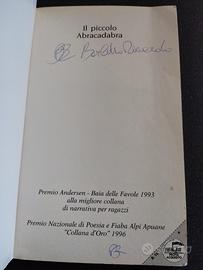 Il piccolo
Abracadabra
Premio Andersen - Baia delle Favole 1993
alla migliore collana
di narrativa per ragazzi
Premio Nazionale di Poesia e Fiaba Alpi Apuane
"Collana d'Oro" 1996